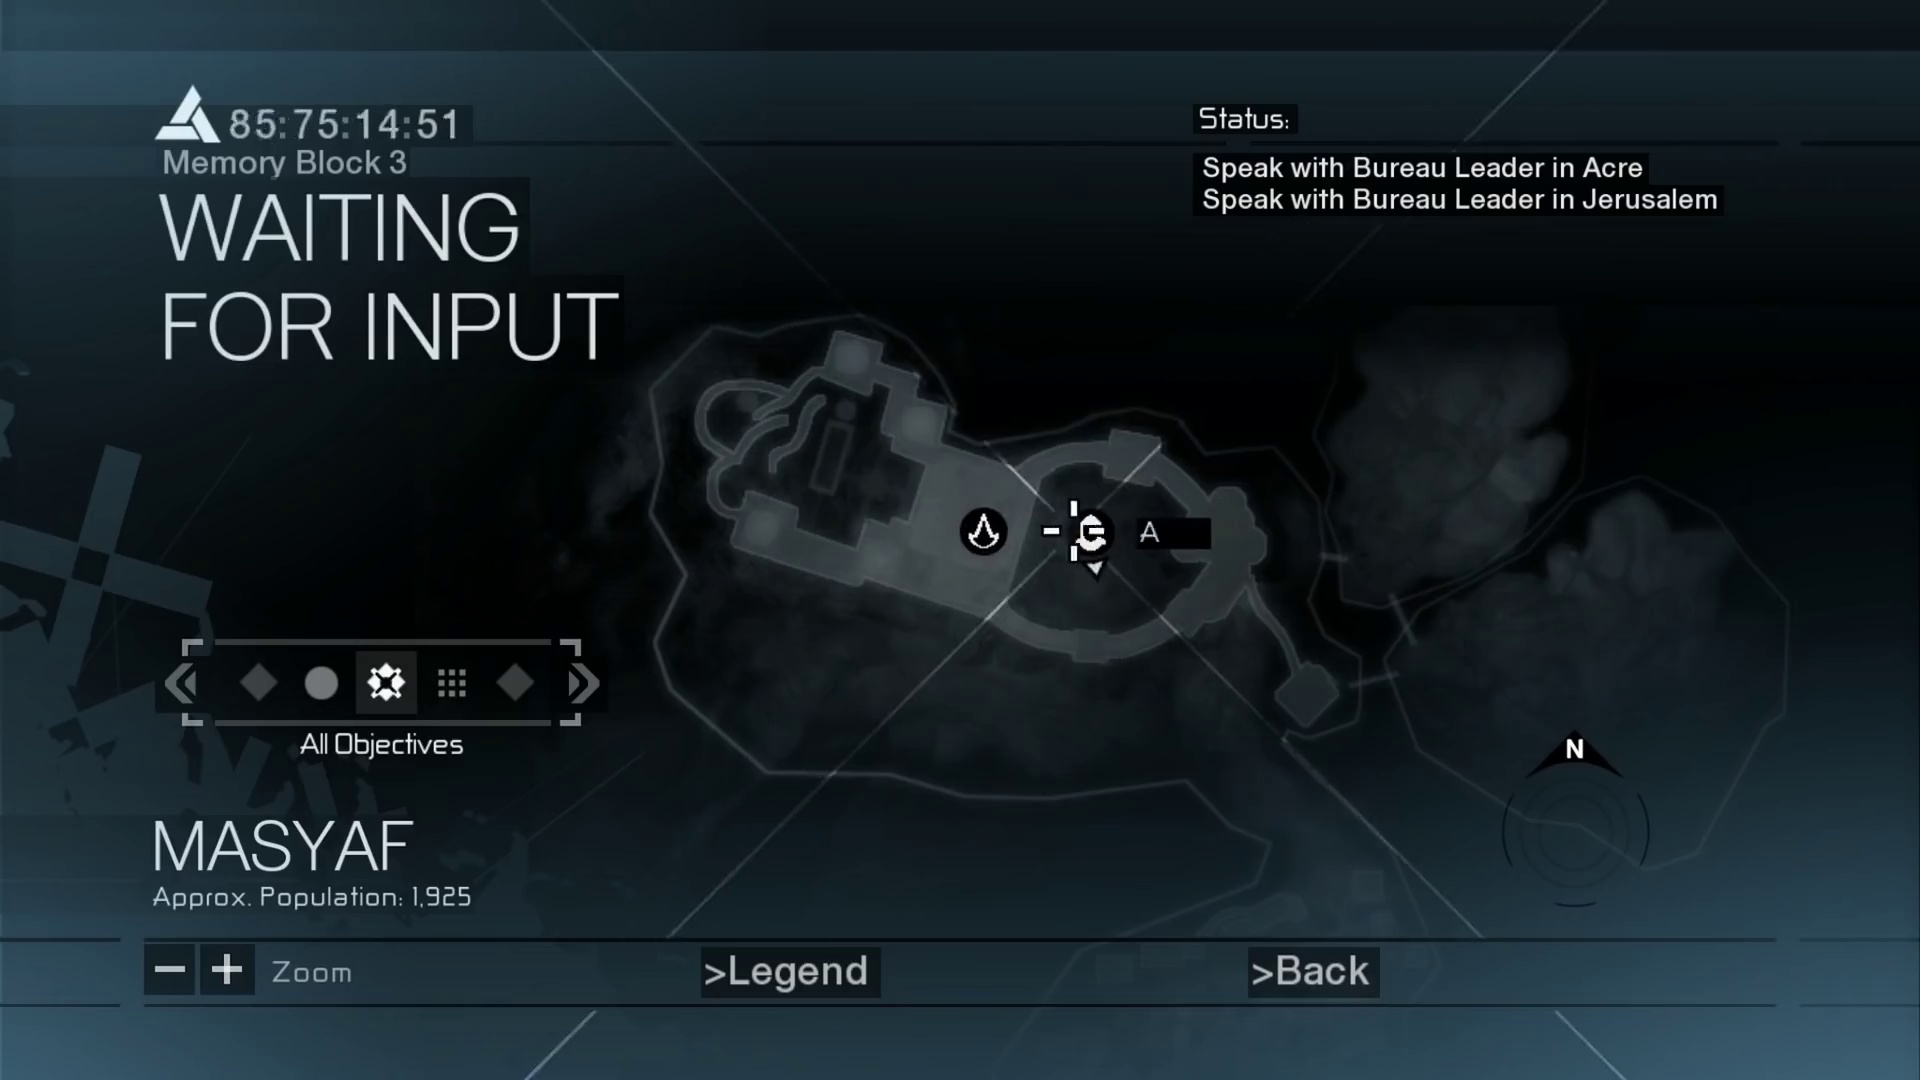 85:75:14:51
Memory Block 3
WAITING
FOR INPUT
Status:
Speak with Bureau Leader in Acre
Speak with Bureau Leader in Jerusalem
A
All Objectives
N
MASYAF
Approx. Population: 1,925
Zoom
>Legend
>Back